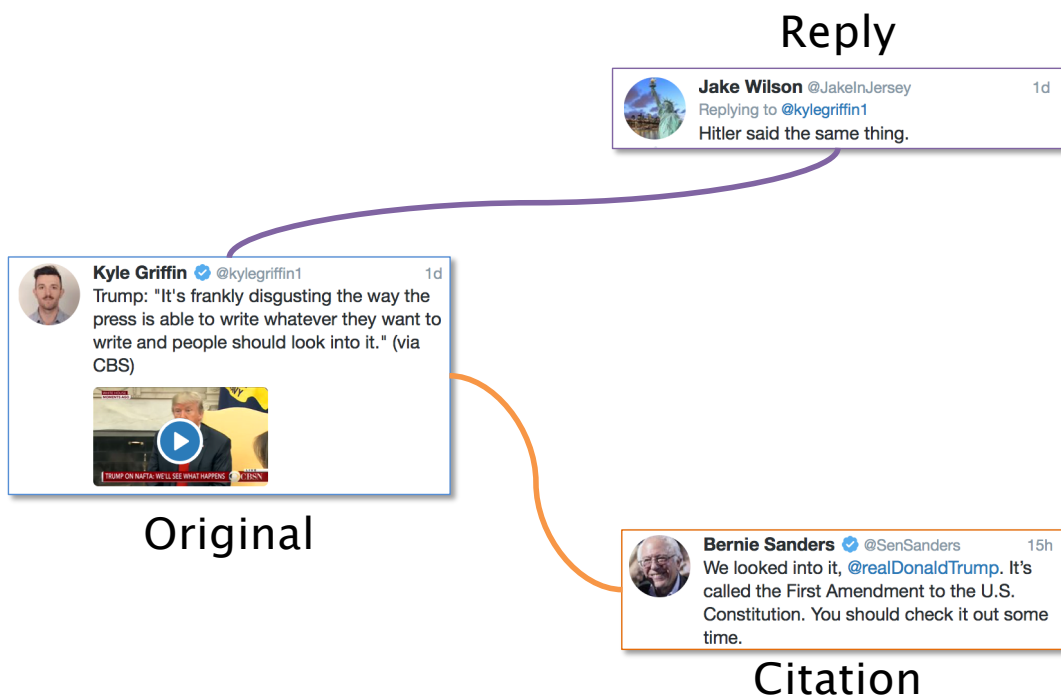 Reply
Jake Wilson @JakeInJersey 1d
Replying to @kylegriffin1
Hitler said the same thing.
Kyle Griffin @kylegriffin1 1d
Trump: "It's frankly disgusting the way the
press is able to write whatever they want to
write and people should look into it." (via
CBS)
TRUMP ON NAFTA: WE'LL SEE WHAT HAPPENS
CBSN
Original
Bernie Sanders @SenSanders 15h
We looked into it, @realDonaldTrump. It’s
called the First Amendment to the U.S.
Constitution. You should check it out some
time.
Citation